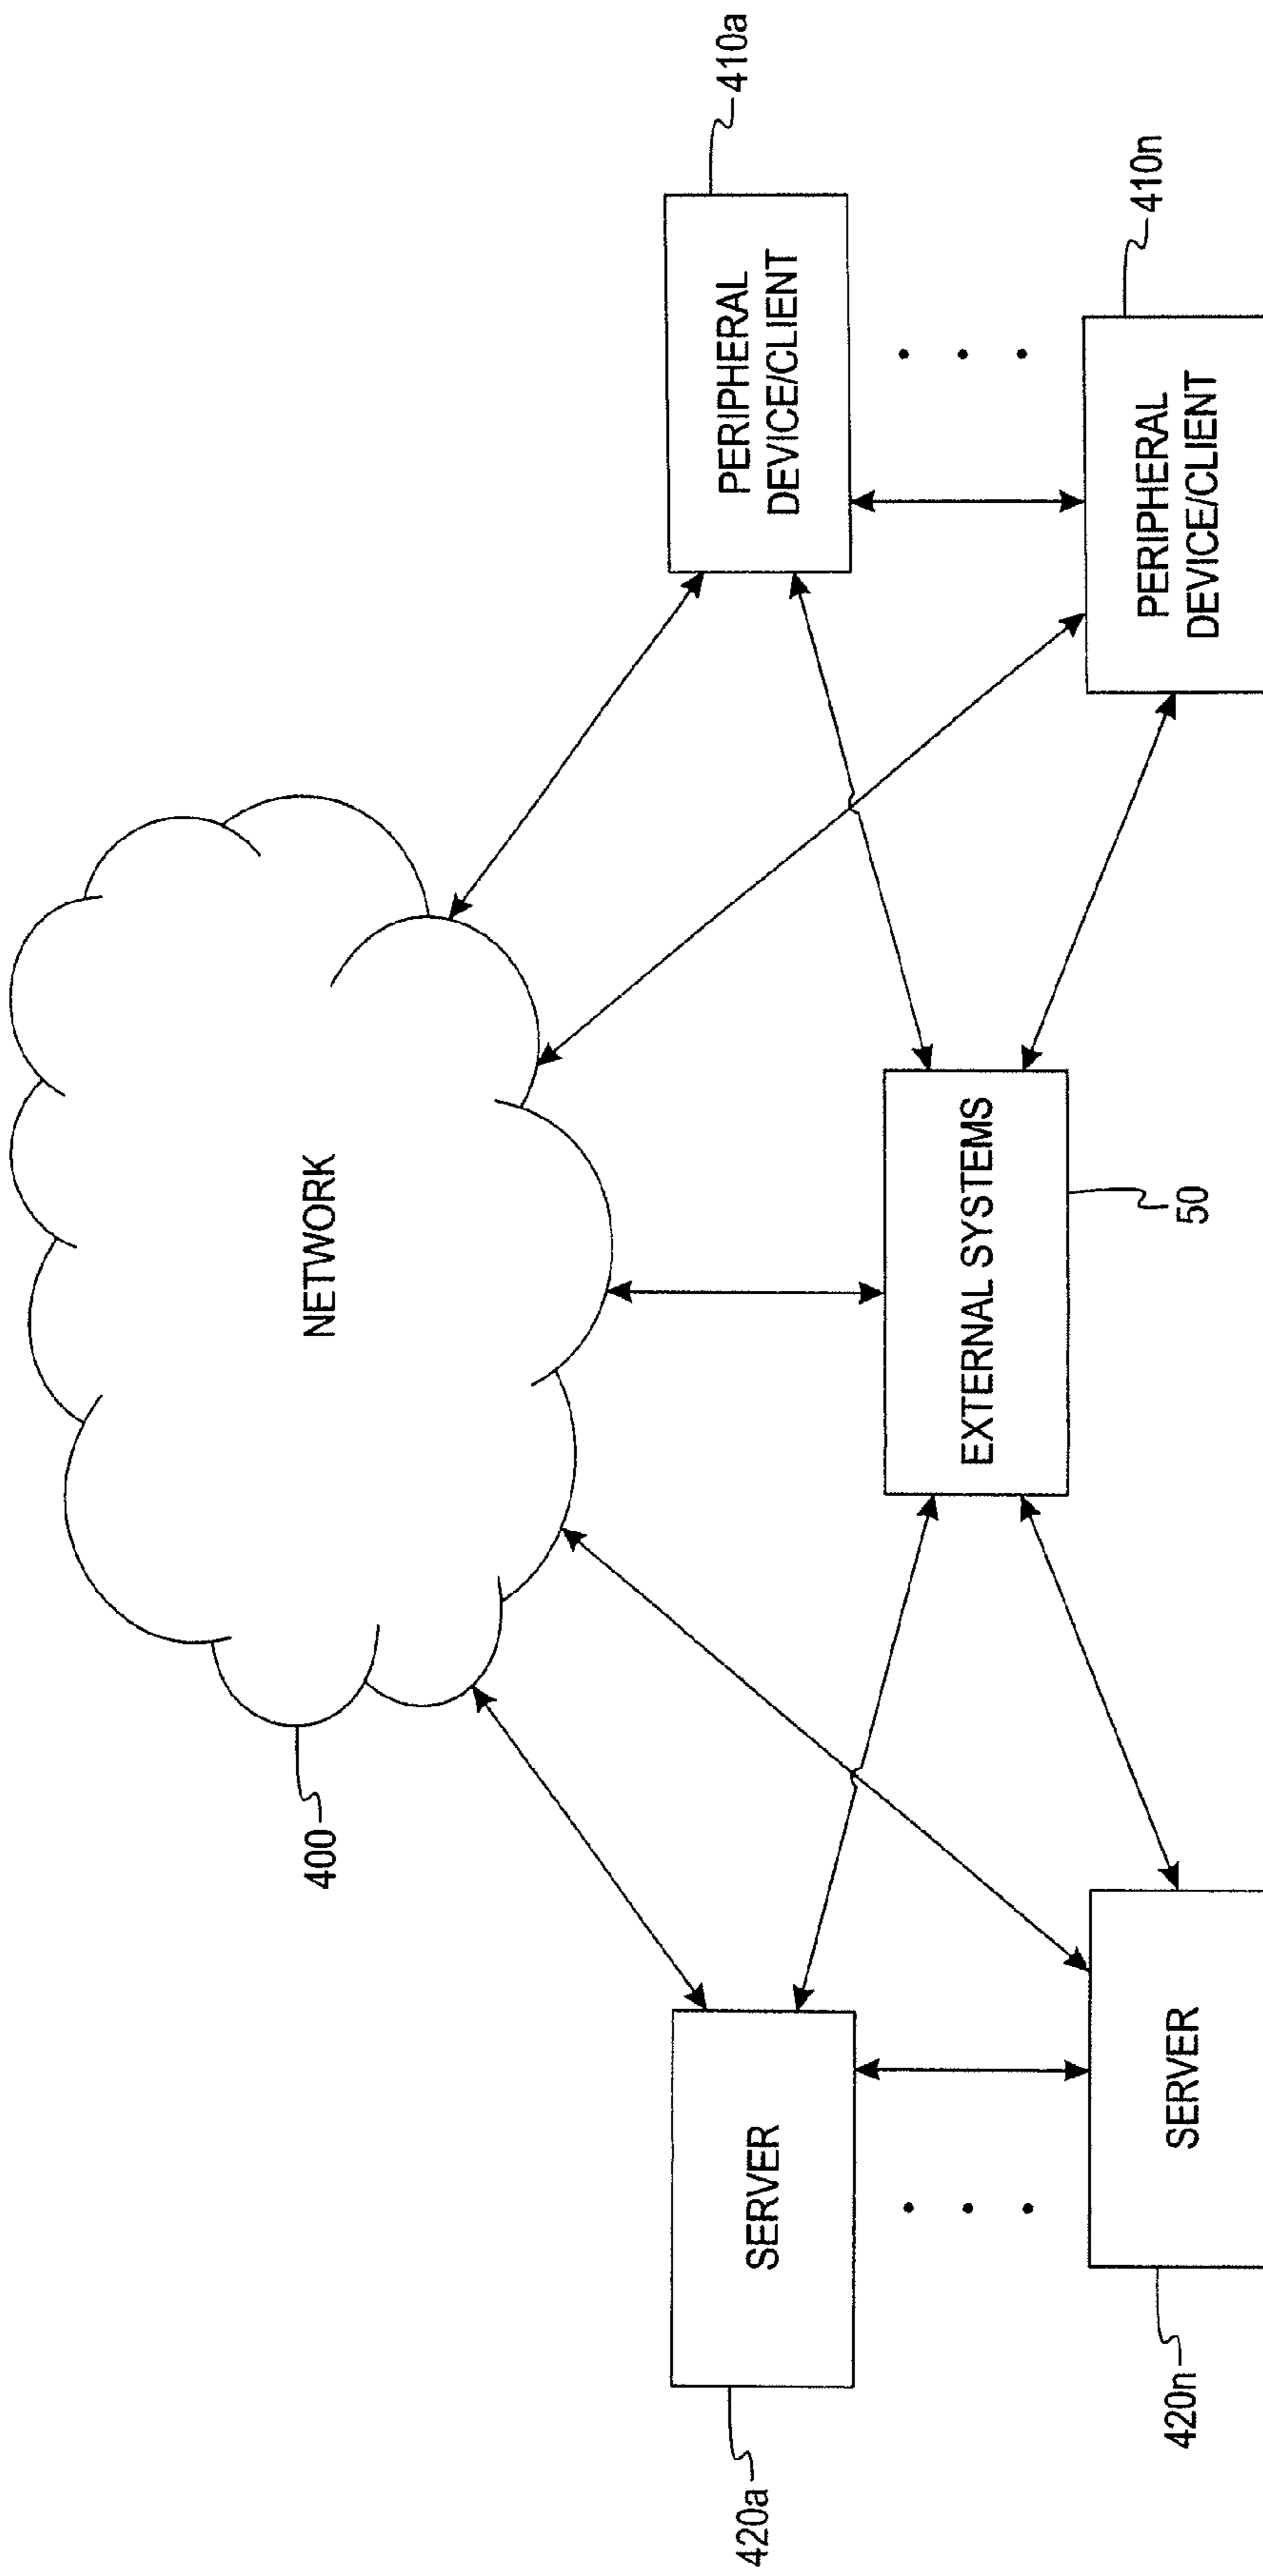 NETWORK
400
SERVER
420a
SERVER
420n
EXTERNAL SYSTEMS
50
PERIPHERAL
DEVICE/CLIENT
410a
PERIPHERAL
DEVICE/CLIENT
410n